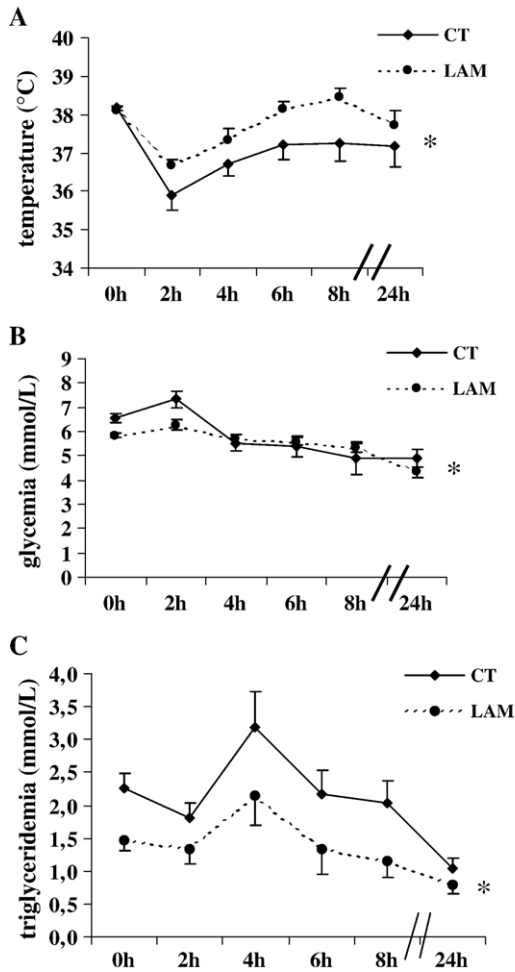 A
CT
LAM
temperature (°C)
40
39
38
37
36
35
34
*
0h 2h 4h 6h 8h 24h
B
CT
LAM
glycemia (mmol/L)
9
8
7
6
5
4
3
2
1
0
*
0h 2h 4h 6h 8h 24h
C
CT
LAM
triglyceridemia (mmol/L)
4,0
3,5
3,0
2,5
2,0
1,5
1,0
0,5
0,0
*
0h 2h 4h 6h 8h 24h